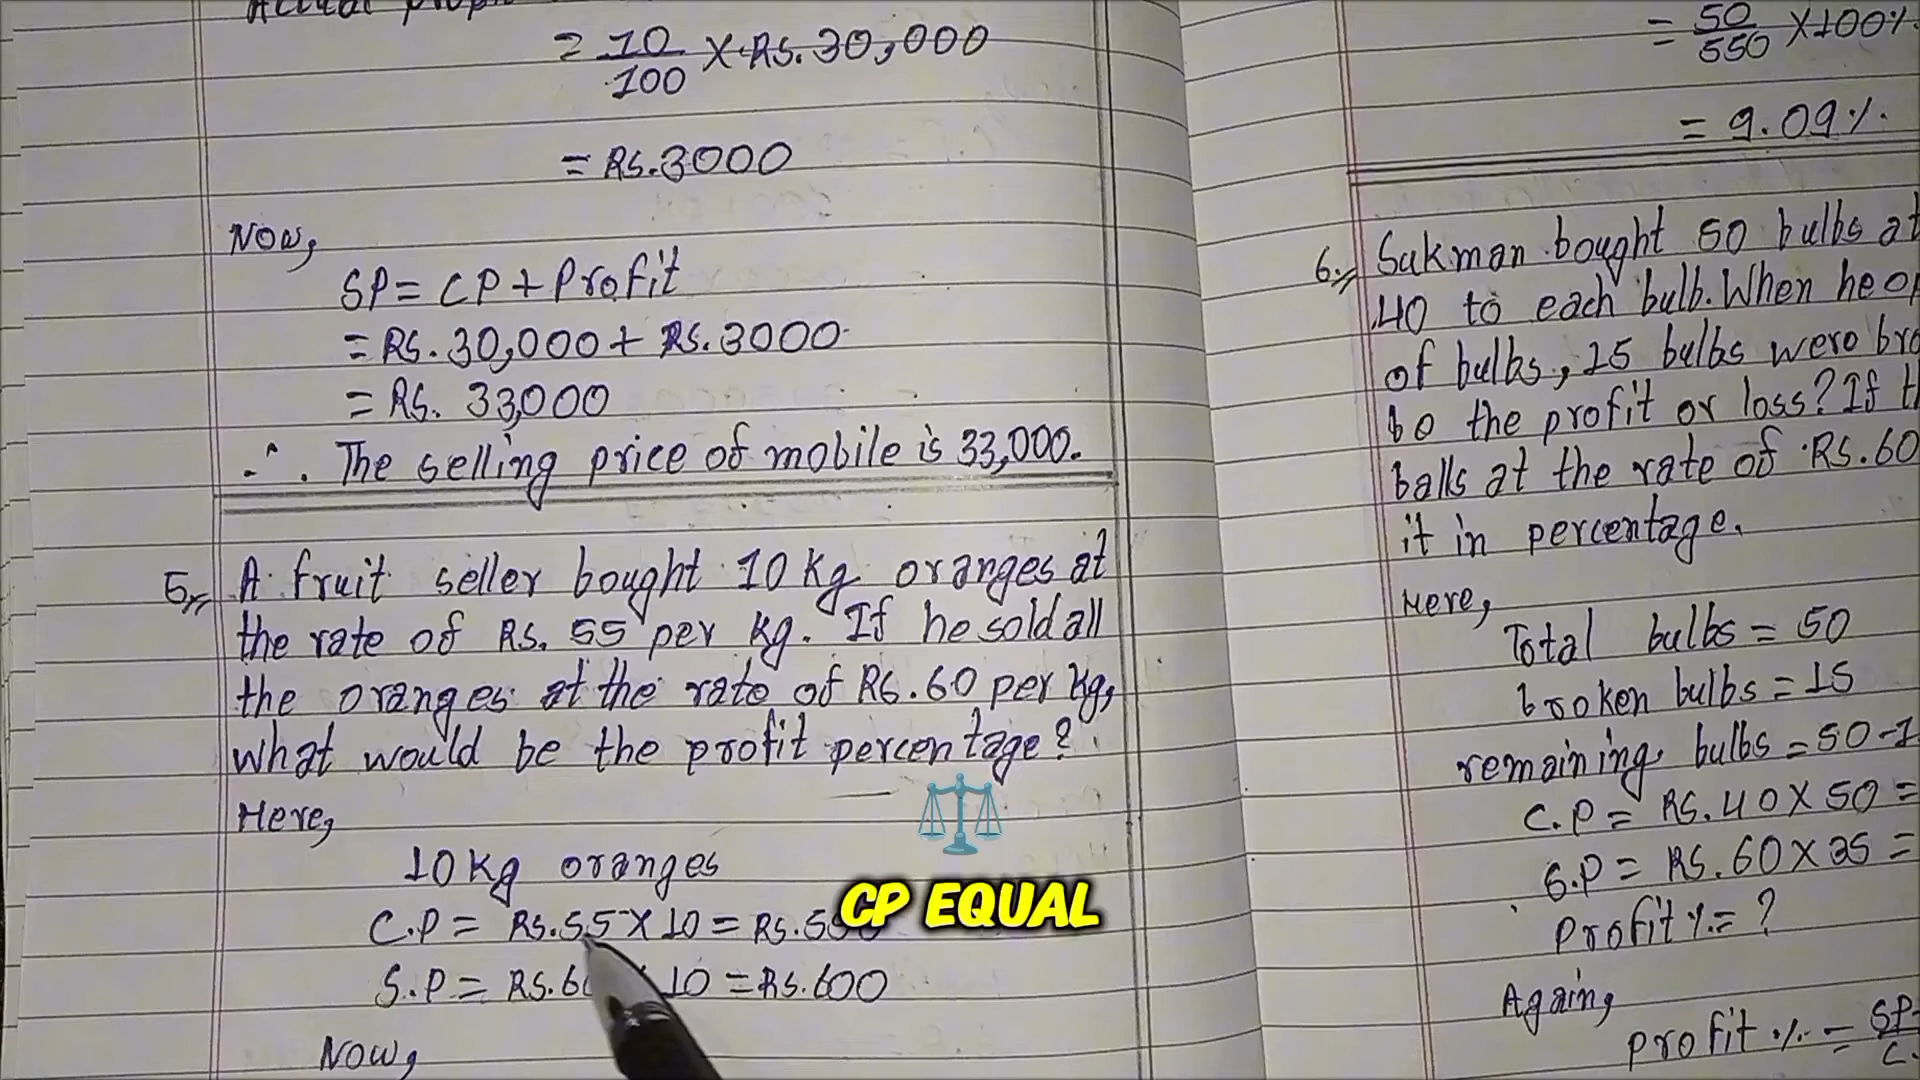 = 10/100 X RS. 30,000
= RS.3000
Now,
SP = CP + Profit
= RS. 30,000 + RS. 3000
= RS. 33,000
∴ The selling price of mobile is 33,000.
5. A fruit seller bought 10 kg oranges at
the rate of RS. 55 per kg. If he sold all
the oranges at the rate of RS. 60 per kg,
what would be the profit percentage?
Here,
10 kg oranges
C.P = RS.55 X 10 = RS.550
CP EQUAL
S.P = RS.60 X 10 = RS.600
Now,
= 50/550 X 100%
= 9.09%.
6. Sukman bought 50 bulbs at
40 to each bulb. When he
of bulbs, 15 bulbs were
be the profit or loss? If
balls at the rate of RS. 60
it in percentage.
Here,
Total bulbs = 50
broken bulbs = 15
remaining bulbs = 50 -
C.P = RS. 40 X 50 =
S.P = RS. 60 X 35 =
Profit % = ?
Again,
profit % = SP